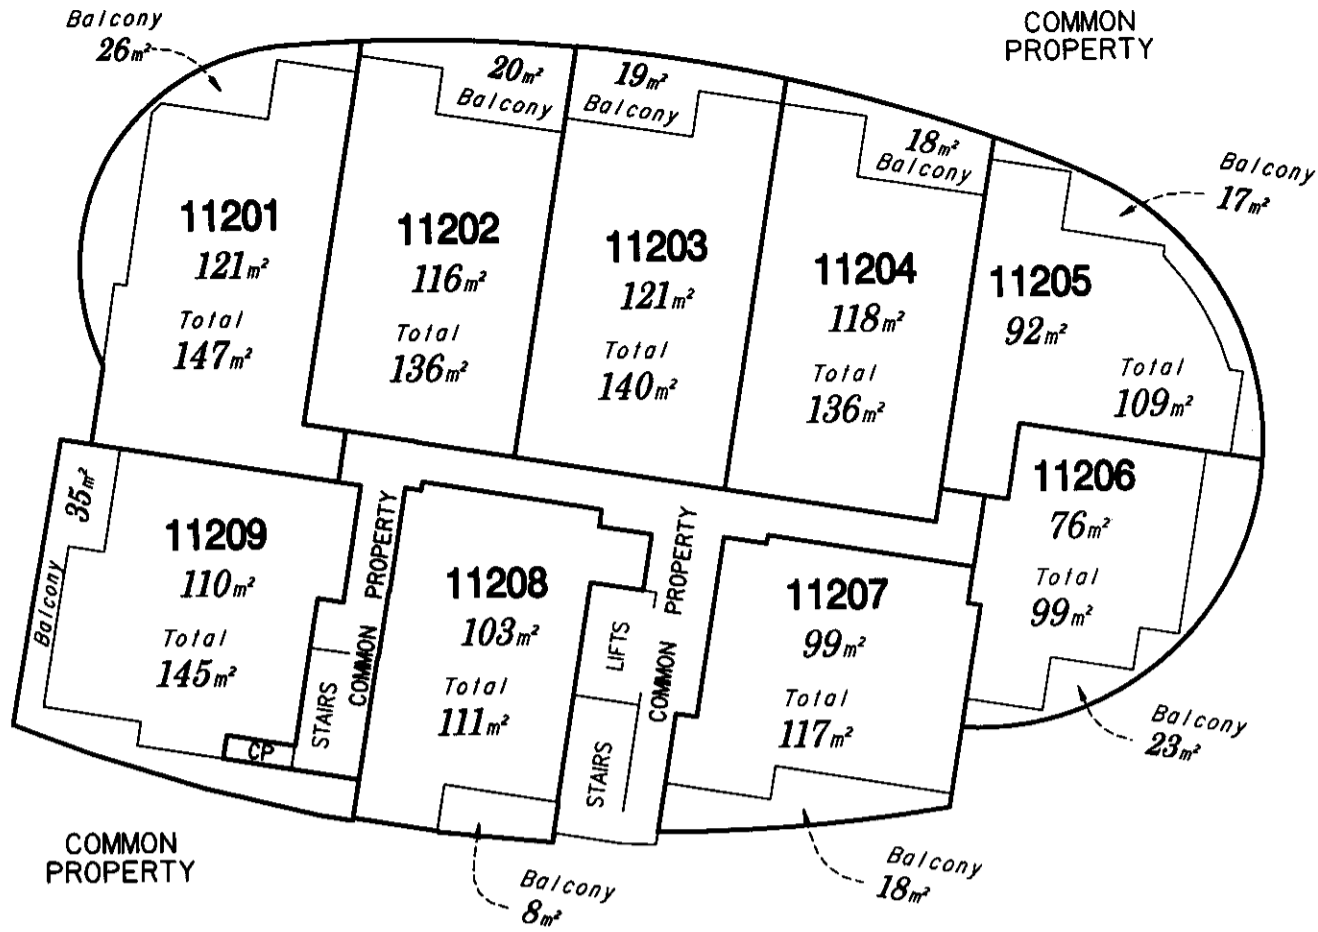 Balcony
26m²
COMMON
PROPERTY
20m²
Balcony
19m²
Balcony
18m²
Balcony
Balcony
17m²
11201
121m²
Total
147m²
11202
116m²
Total
136m²
11203
121m²
Total
140m²
11204
118m²
Total
136m²
11205
92m²
Total
109m²
11206
76m²
Total
99m²
Balcony
23m²
35m²
Balcony
11209
110m²
Total
145m²
CP
STAIRS
COMMON PROPERTY
11208
103m²
Total
111m²
LIFTS
STAIRS
COMMON PROPERTY
11207
99m²
Total
117m²
COMMON
PROPERTY
Balcony
8m²
Balcony
18m²